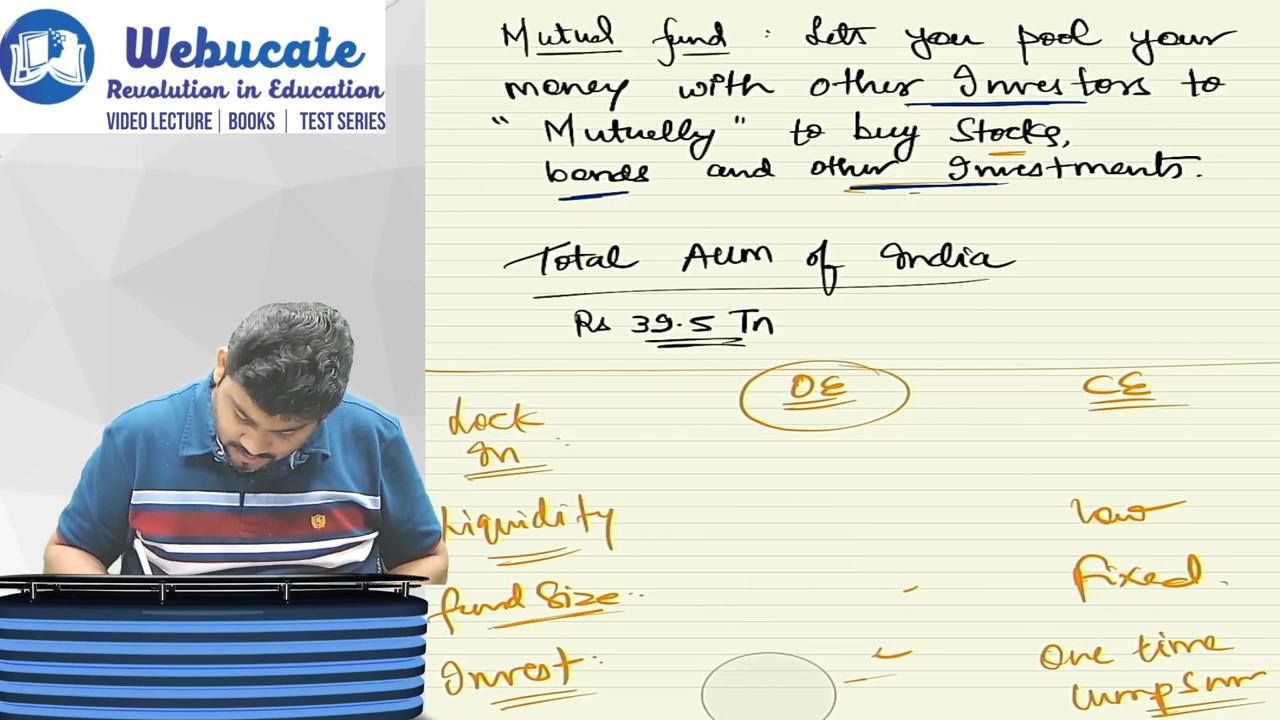 Webucate
Revolution in Education
VIDEO LECTURE | BOOKS | TEST SERIES
Mutual fund : Lets you pool your
money with other Investors to
"Mutually" to buy Stocks,
bonds and other Investments.
Total AUM of India
Rs 39.5 Tn
OE CE
Lock
In
Liquidity low
fund Size fixed.
Invest One time
lumpsum